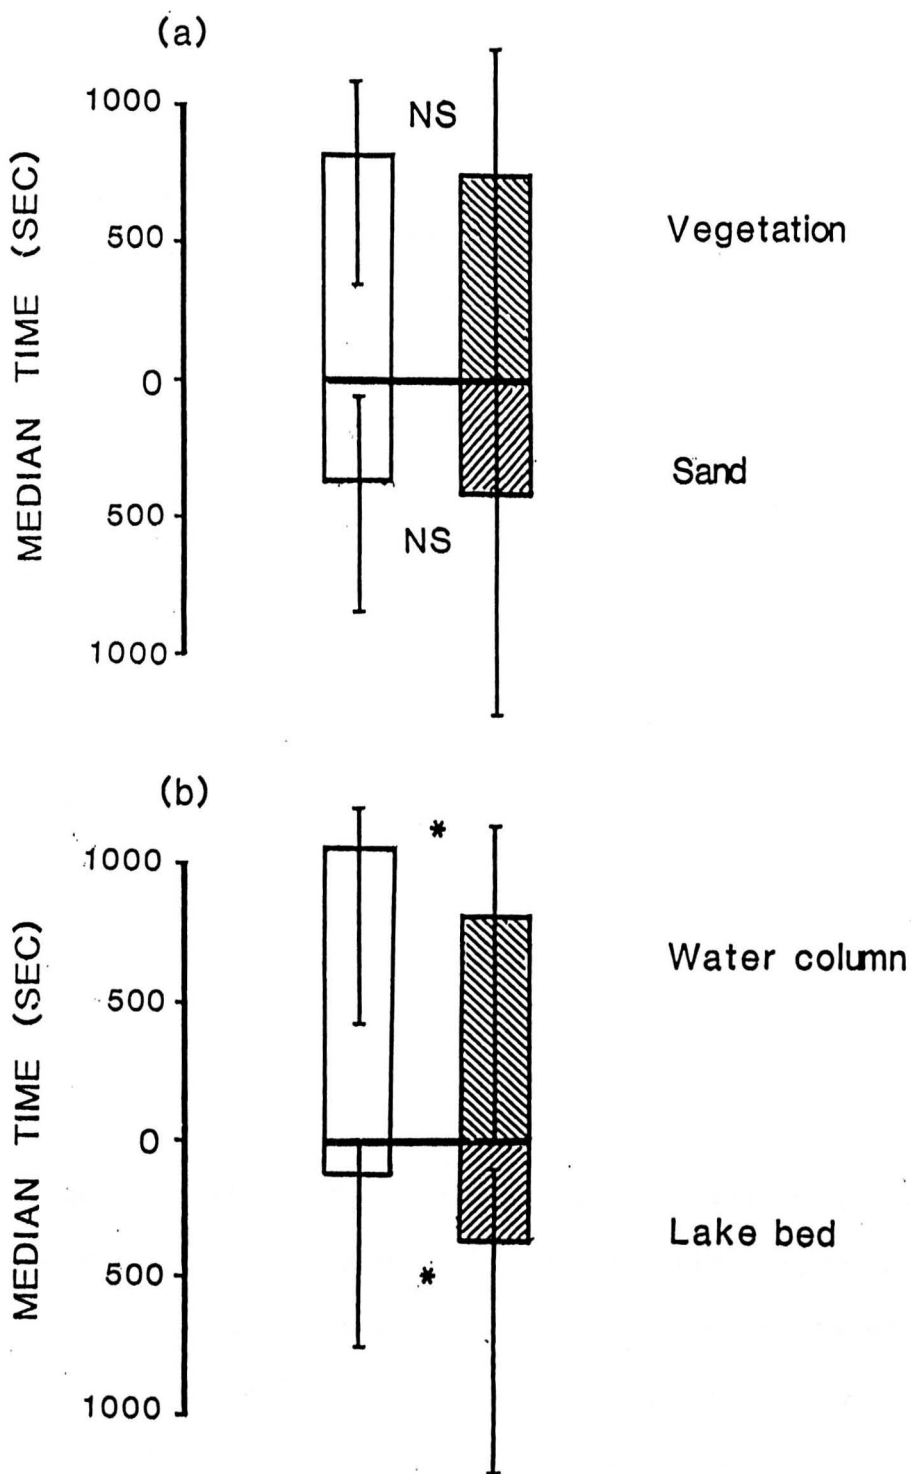 (a)
MEDIAN TIME (SEC)
1000
500
0
500
1000
NS
NS
Vegetation
Sand
(b)
MEDIAN TIME (SEC)
1000
500
0
500
1000
*
*
Water column
Lake bed